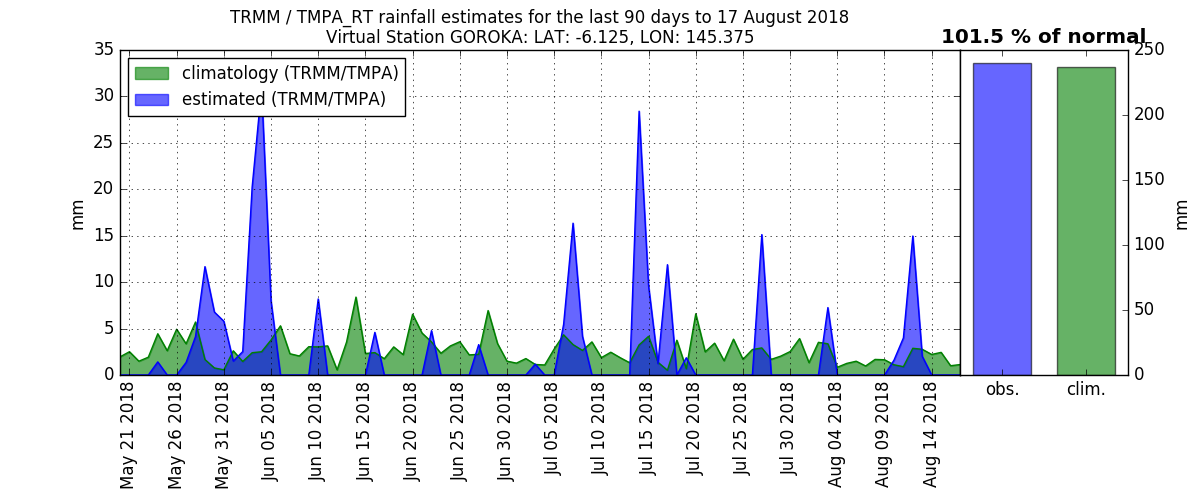 TRMM / TMPA_RT rainfall estimates for the last 90 days to 17 August 2018
Virtual Station GOROKA: LAT: -6.125, LON: 145.375
101.5 % of normal
climatology (TRMM/TMPA)
estimated (TRMM/TMPA)
mm
35
30
25
20
15
10
5
0
May 21 2018
May 26 2018
May 31 2018
Jun 05 2018
Jun 10 2018
Jun 15 2018
Jun 20 2018
Jun 25 2018
Jun 30 2018
Jul 05 2018
Jul 10 2018
Jul 15 2018
Jul 20 2018
Jul 25 2018
Jul 30 2018
Aug 04 2018
Aug 09 2018
Aug 14 2018
obs.
clim.
250
200
150
100
50
0
mm